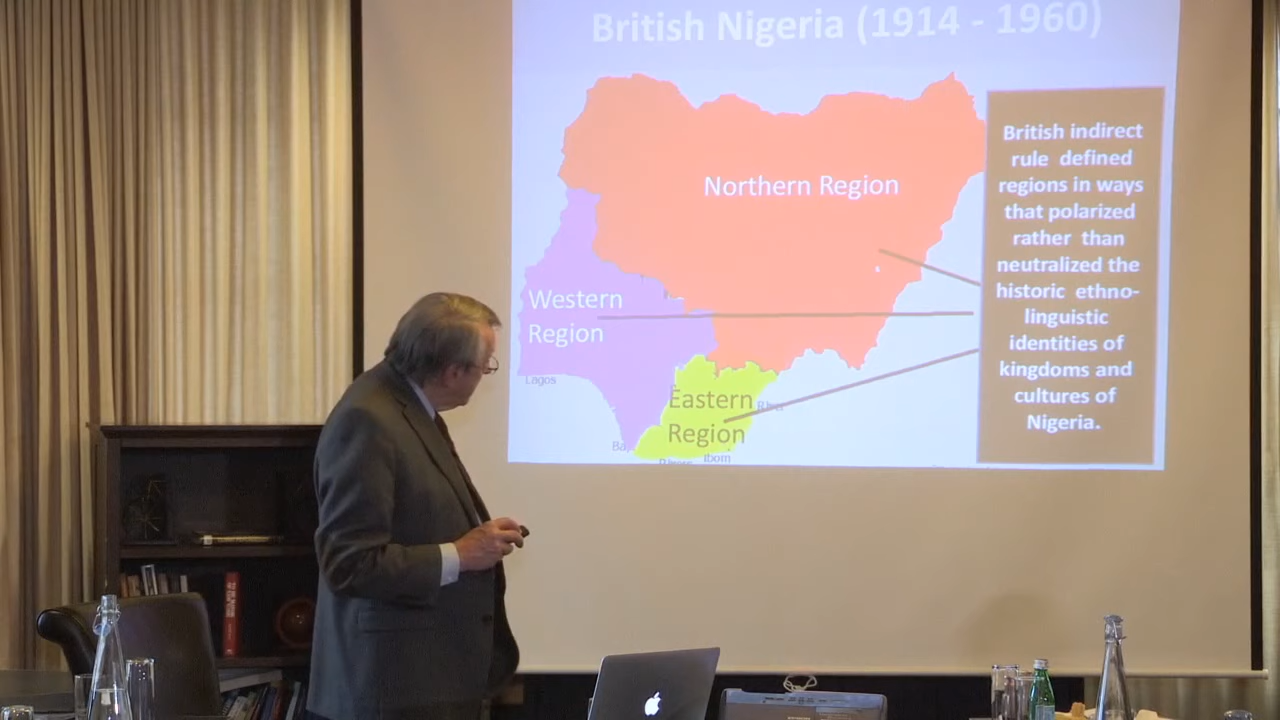 British Nigeria (1914 - 1960)
Northern Region
Western
Region
Eastern
Region
Lagos
Ibom
British indirect
rule defined
regions in ways
that polarized
rather than
neutralized the
historic ethno-
linguistic
identities of
kingdoms and
cultures of
Nigeria.